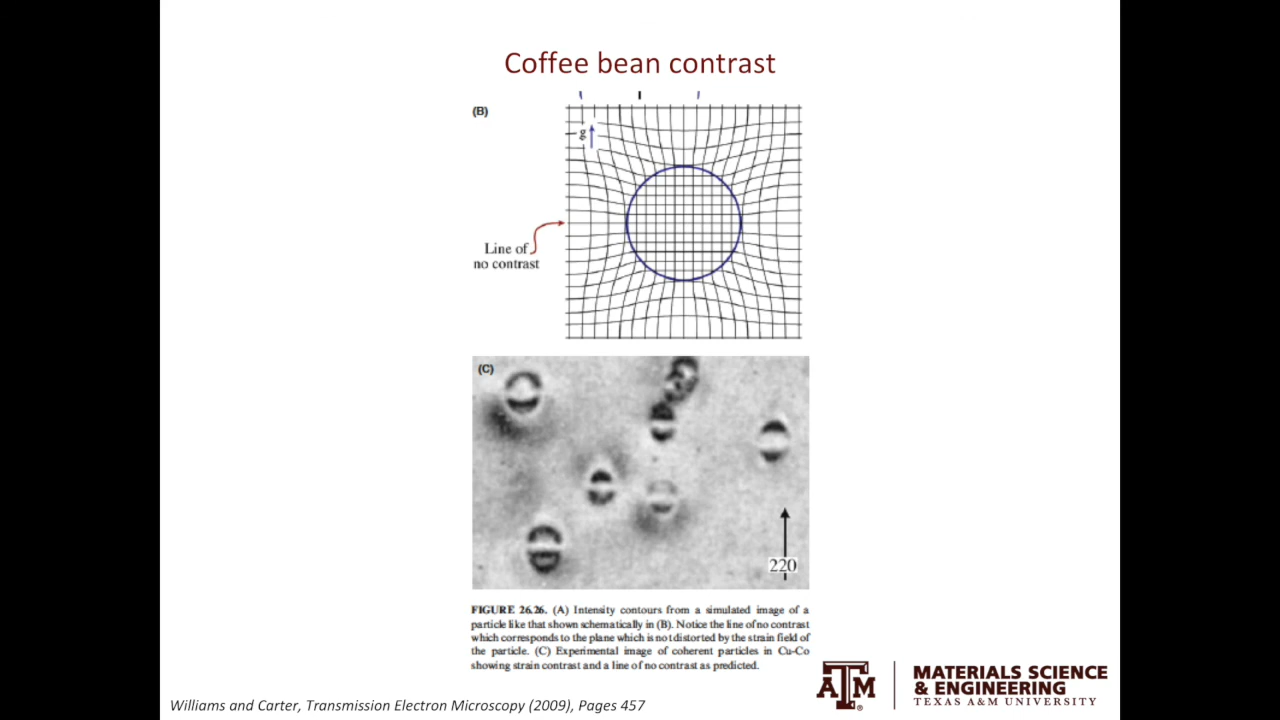 Coffee bean contrast
(B)
g
Line of
no contrast
(C)
220
FIGURE 26.26. (A) Intensity contours from a simulated image of a
particle like that shown schematically in (B). Notice the line of no contrast
which corresponds to the plane which is not distorted by the strain field of
the particle. (C) Experimental image of coherent particles in Cu-Co
showing strain contrast and a line of no contrast as predicted.
Williams and Carter, Transmission Electron Microscopy (2009), Pages 457
ATM
MATERIALS SCIENCE
& ENGINEERING
TEXAS A&M UNIVERSITY